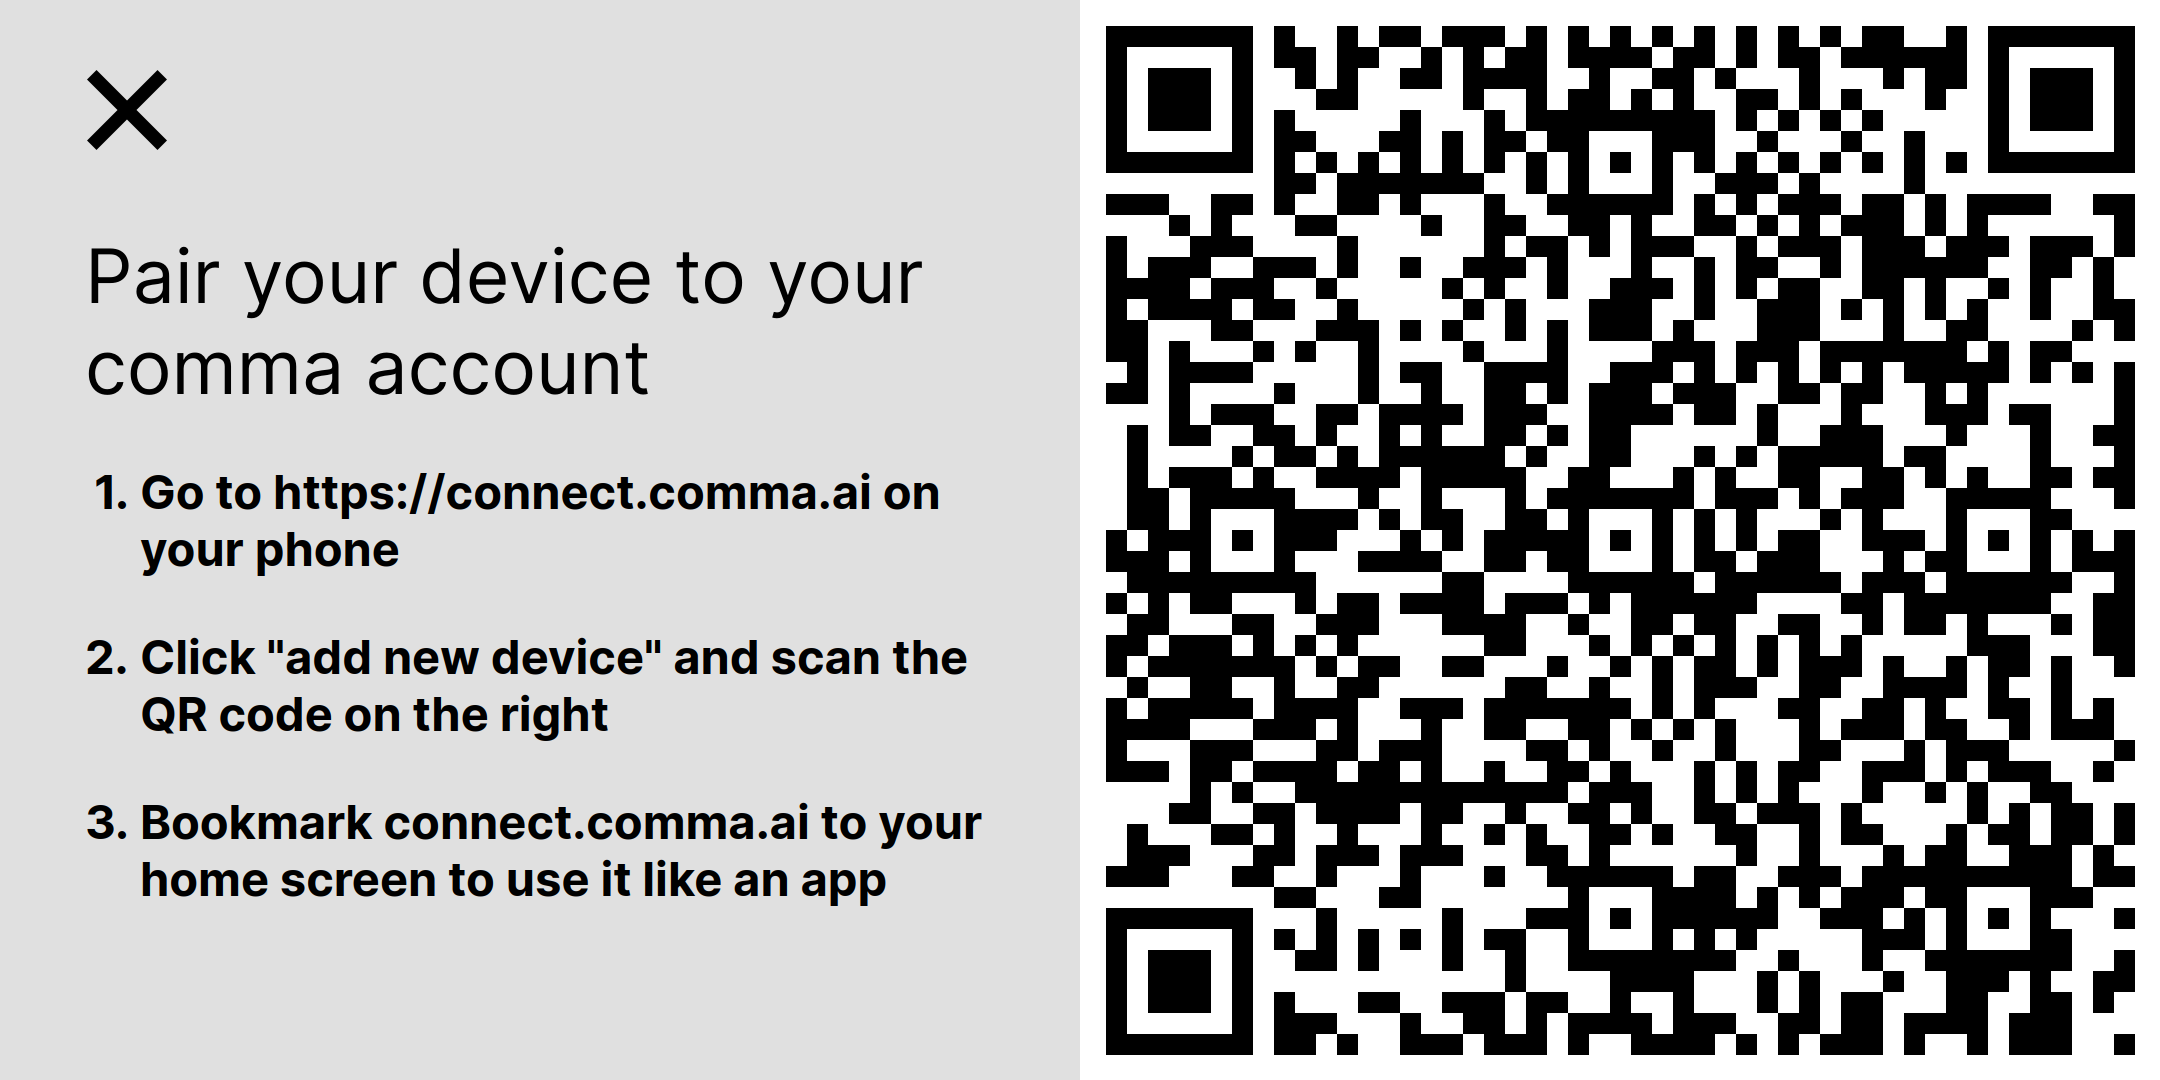 Pair your device to your
comma account
1. Go to https://connect.comma.ai on
your phone
2. Click "add new device" and scan the
QR code on the right
3. Bookmark connect.comma.ai to your
home screen to use it like an app